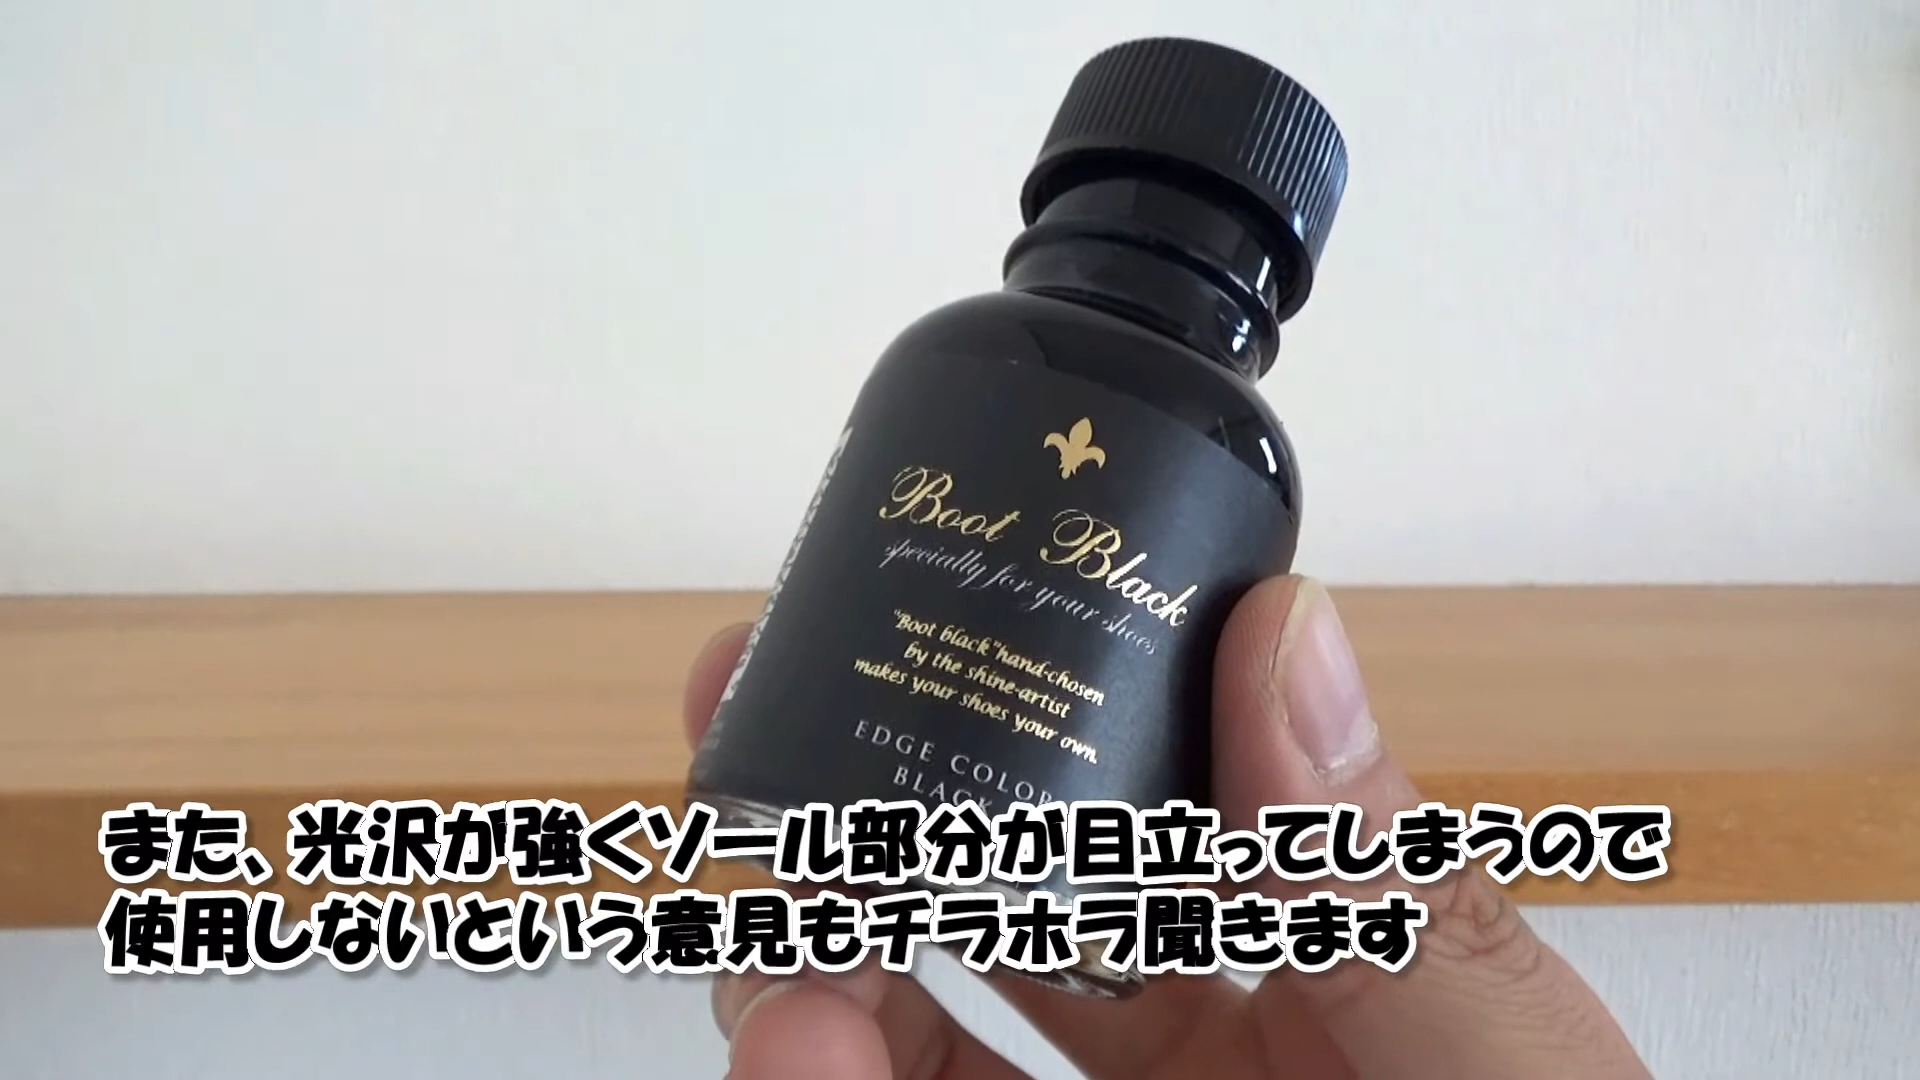 Boot Black
specially for your shoes
"Boot black"hand-chosen
by the shine-artist
makes your shoes your own.
EDGE COLOR
BLACK
また、光沢が強くソール部分が目立ってしまうので
使用しないという意見もチラホラ聞きます